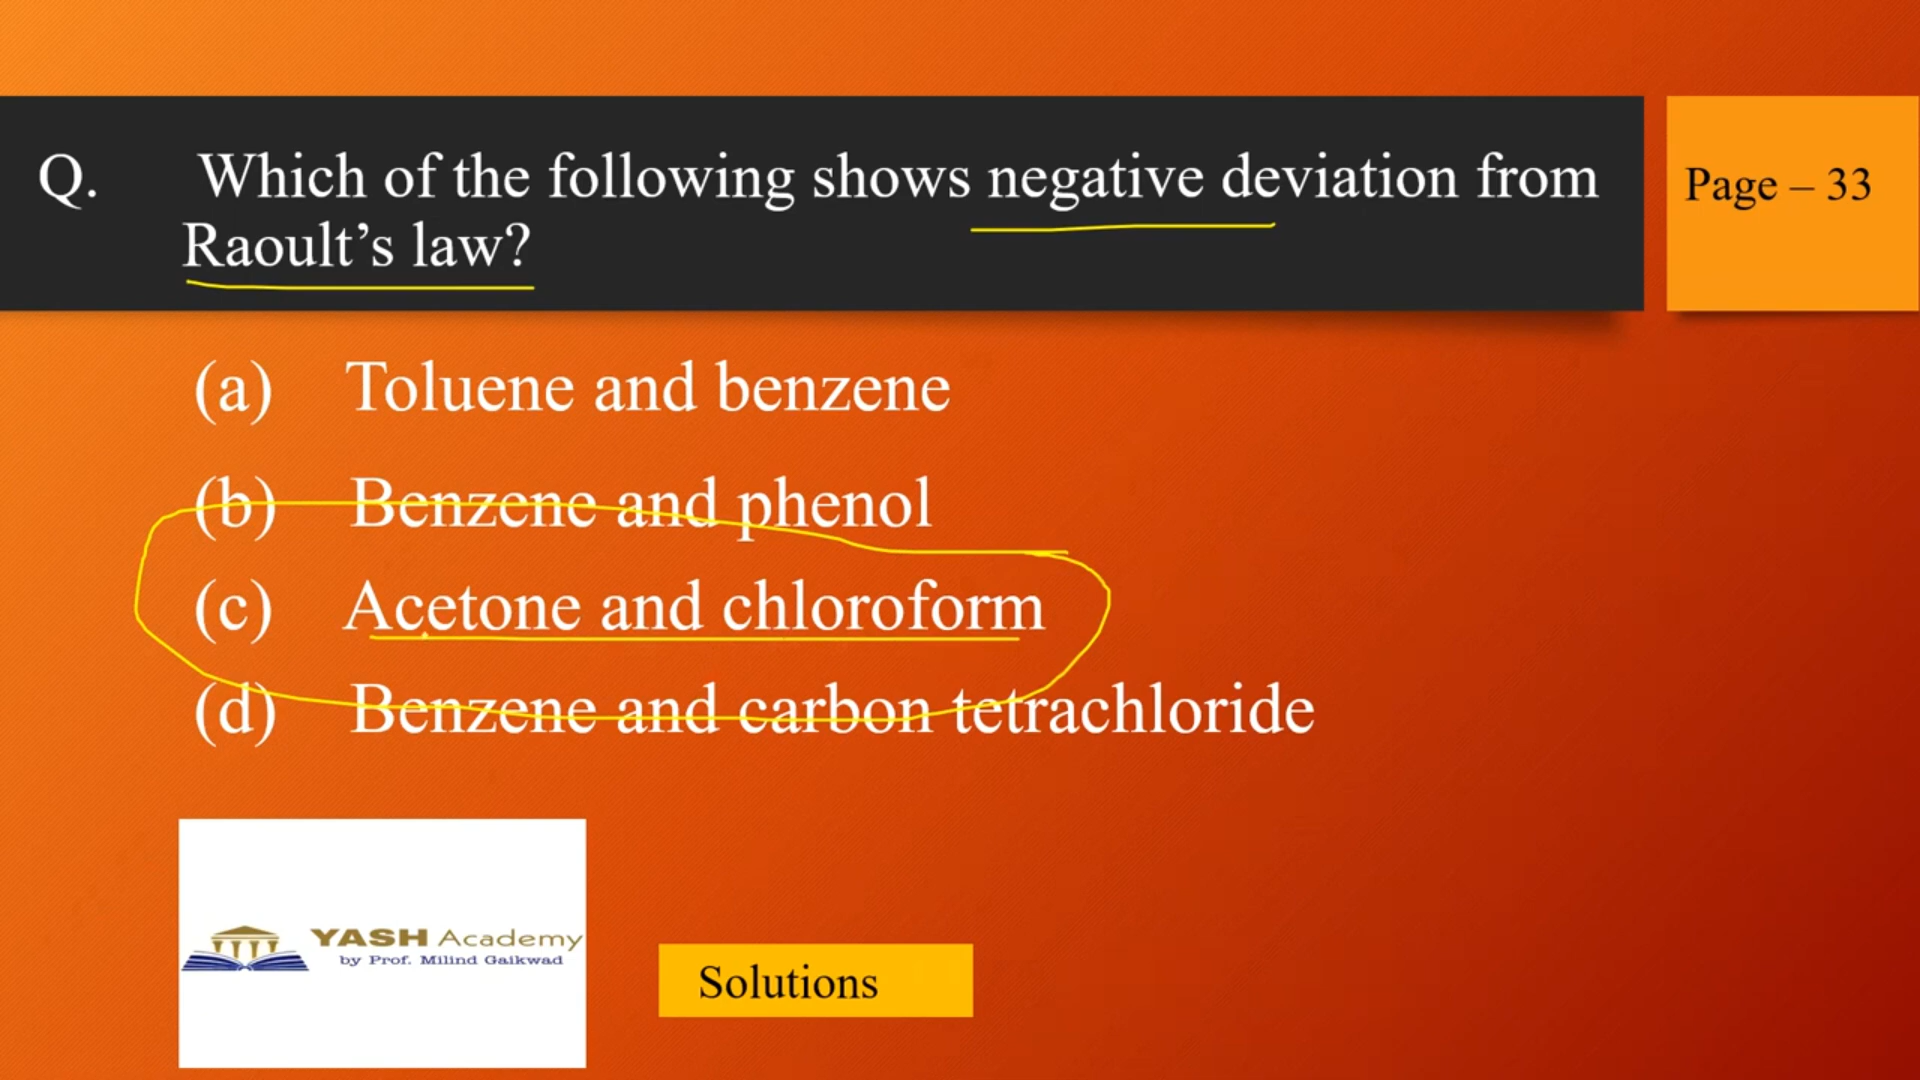 Q. Which of the following shows negative deviation from
Raoult’s law?
Page – 33
(a) Toluene and benzene
(b) Benzene and phenol
(c) Acetone and chloroform
(d) Benzene and carbon tetrachloride
YASH Academy
by Prof. Milind Gaikwad
Solutions